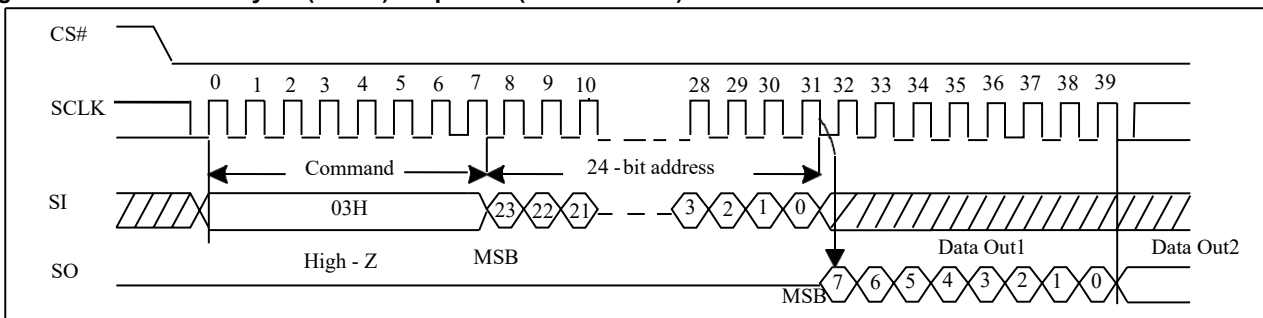 CS#
0 1 2 3 4 5 6 7 8 9 10 28 29 30 31 32 33 34 35 36 37 38 39
SCLK
Command 24 - bit address
SI 03H 23 22 21 3 2 1 0
Data Out1 Data Out2
High - Z MSB
SO
MSB 7 6 5 4 3 2 1 0